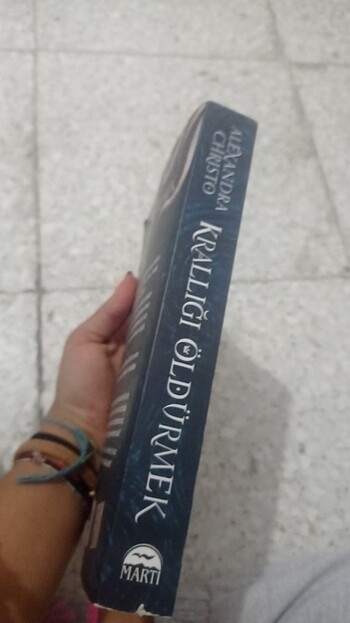 ALEXANDRA
CHRISTO
KRALLIĞI ÖLDÜRMEK
MARTI